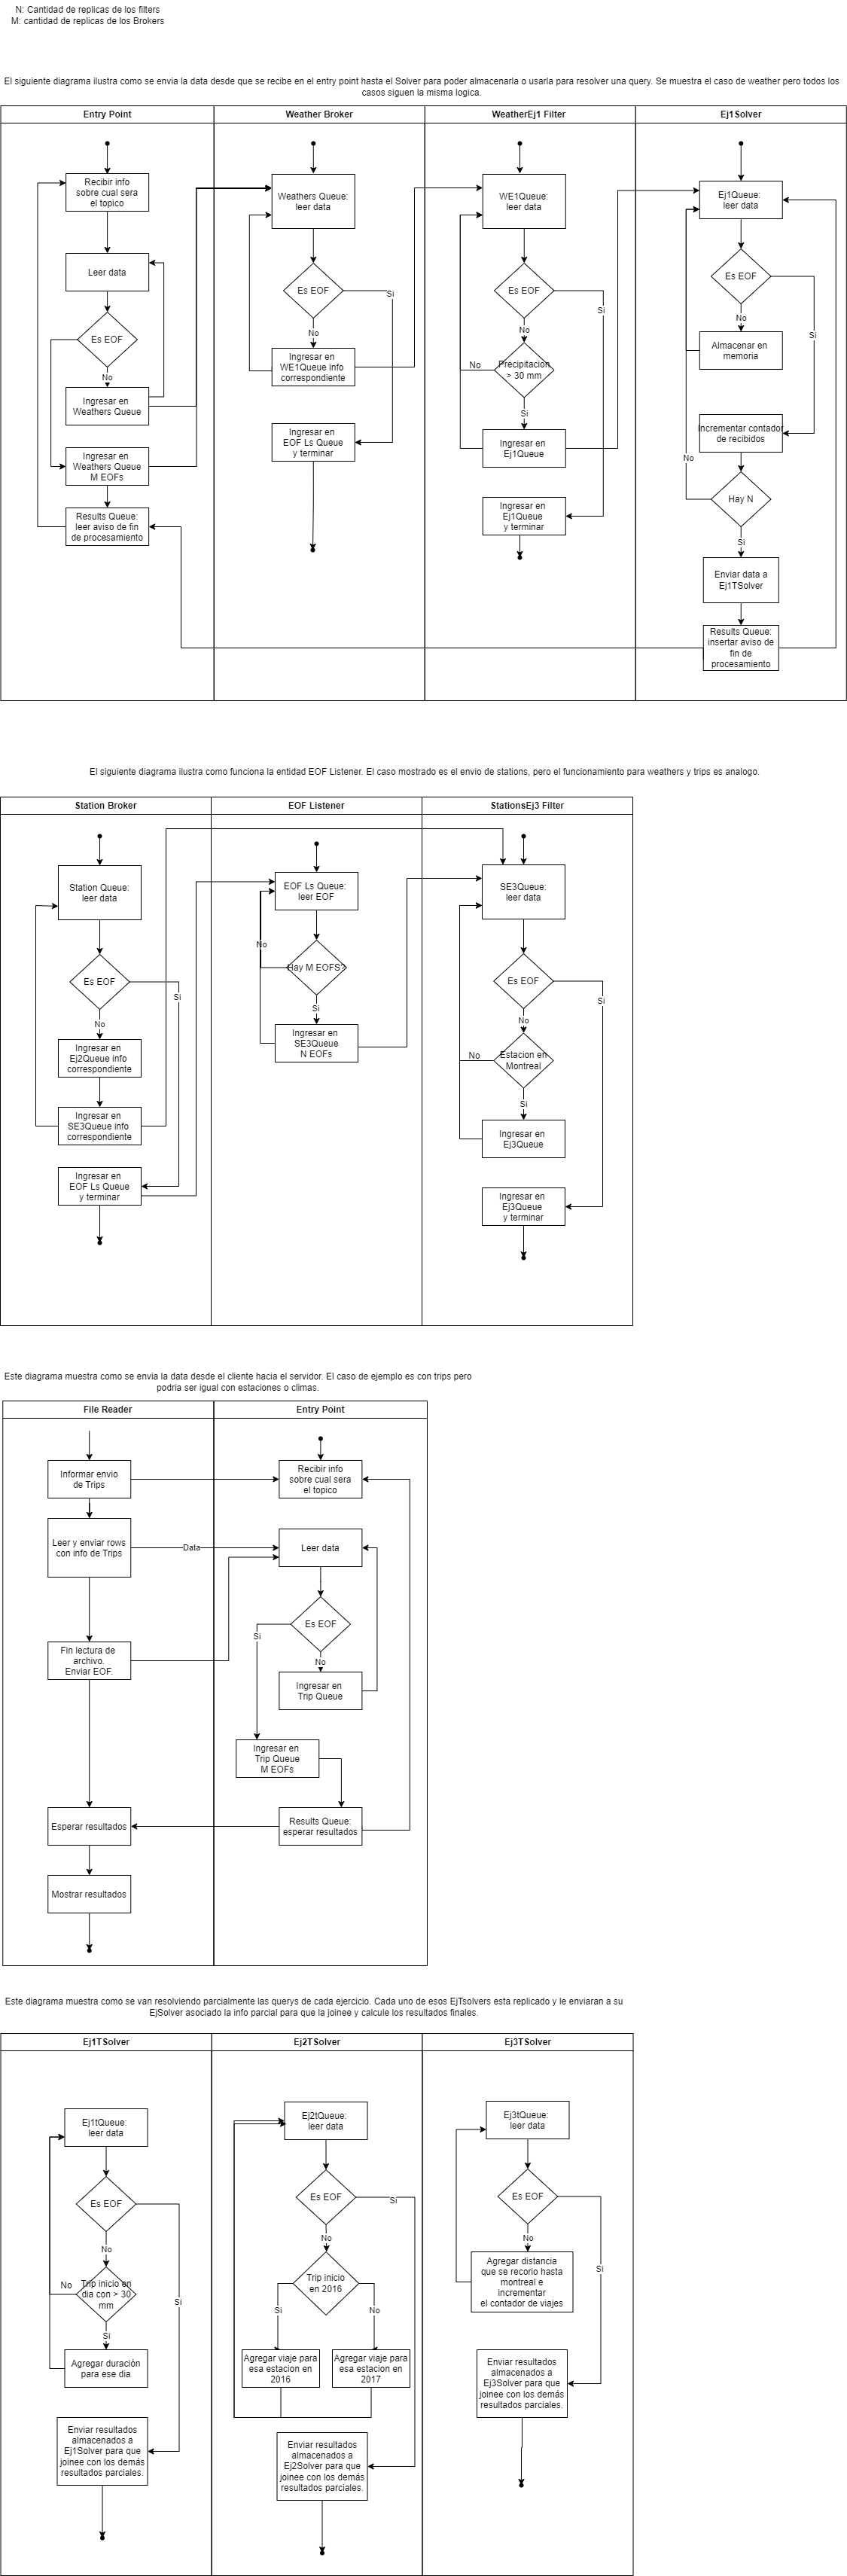 N: Cantidad de replicas de los filters
M: cantidad de replicas de los Brokers
El siguiente diagrama ilustra como se envia la data desde que se recibe en el entry point hasta el Solver para poder almacenarla o usarla para resolver una query. Se muestra el caso de weather pero todos los
casos siguen la misma logica.
Entry Point
Recibir info
sobre cual sera
el topico
Leer data
Es EOF
No
Ingresar en
Weathers Queue
Ingresar en
Weathers Queue
M EOFs
Results Queue:
leer aviso de fin
de procesamiento
Weather Broker
Weathers Queue:
leer data
Es EOF
Si
No
Ingresar en
WE1Queue info
correspondiente
Ingresar en
EOF Ls Queue
y terminar
WeatherEj1 Filter
WE1Queue:
leer data
Es EOF
Si
No
Precipitacion
> 30 mm
No
Si
Ingresar en
Ej1Queue
Ingresar en
Ej1Queue
y terminar
Ej1Solver
Ej1Queue:
leer data
Es EOF
No
Si
Almacenar en
memoria
Incrementar contador
de recibidos
No
Hay N
Si
Enviar data a
Ej1TSolver
Results Queue:
insertar aviso de
fin de
procesamiento
El siguiente diagrama ilustra como funciona la entidad EOF Listener. El caso mostrado es el envio de stations, pero el funcionamiento para weathers y trips es analogo.
Station Broker
Station Queue:
leer data
Es EOF
Si
No
Ingresar en
Ej2Queue info
correspondiente
Ingresar en
SE3Queue info
correspondiente
Ingresar en
EOF Ls Queue
y terminar
EOF Listener
EOF Ls Queue:
leer EOF
No
Hay M EOFS?
Si
Ingresar en
SE3Queue
N EOFs
StationsEj3 Filter
SE3Queue:
leer data
Es EOF
Si
No
Estacion en
Montreal
No
Si
Ingresar en
Ej3Queue
Ingresar en
Ej3Queue
y terminar
Este diagrama muestra como se envia la data desde el cliente hacia el servidor. El caso de ejemplo es con trips pero
podria ser igual con estaciones o climas.
File Reader
Informar envio
de Trips
Leer y enviar rows
con info de Trips
Data
Fin lectura de
archivo.
Enviar EOF.
Esperar resultados
Mostrar resultados
Entry Point
Recibir info
sobre cual sera
el topico
Leer data
Es EOF
Si
No
Ingresar en
Trip Queue
Ingresar en
Trip Queue
M EOFs
Results Queue:
esperar resultados
Este diagrama muestra como se van resolviendo parcialmente las querys de cada ejercicio. Cada uno de esos EjTsolvers esta replicado y le enviaran a su
EjSolver asociado la info parcial para que la joinee y calcule los resultados finales.
Ej1TSolver
Ej1tQueue:
leer data
Es EOF
No
Si
Trip inicio en
dia con > 30
mm
No
Si
Agregar duración
para ese dia
Enviar resultados
almacenados a
Ej1Solver para que
joinee con los demás
resultados parciales.
Ej2TSolver
Ej2tQueue:
leer data
Es EOF
Si
No
Trip inicio
en 2016
Si
No
Agregar viaje para
esa estacion en
2016
Agregar viaje para
esa estacion en
2017
Enviar resultados
almacenados a
Ej2Solver para que
joinee con los demás
resultados parciales.
Ej3TSolver
Ej3tQueue:
leer data
Es EOF
No
Si
Agregar distancia
que se recorio hasta
montreal e
incrementar
el contador de viajes
Enviar resultados
almacenados a
Ej3Solver para que
joinee con los demás
resultados parciales.